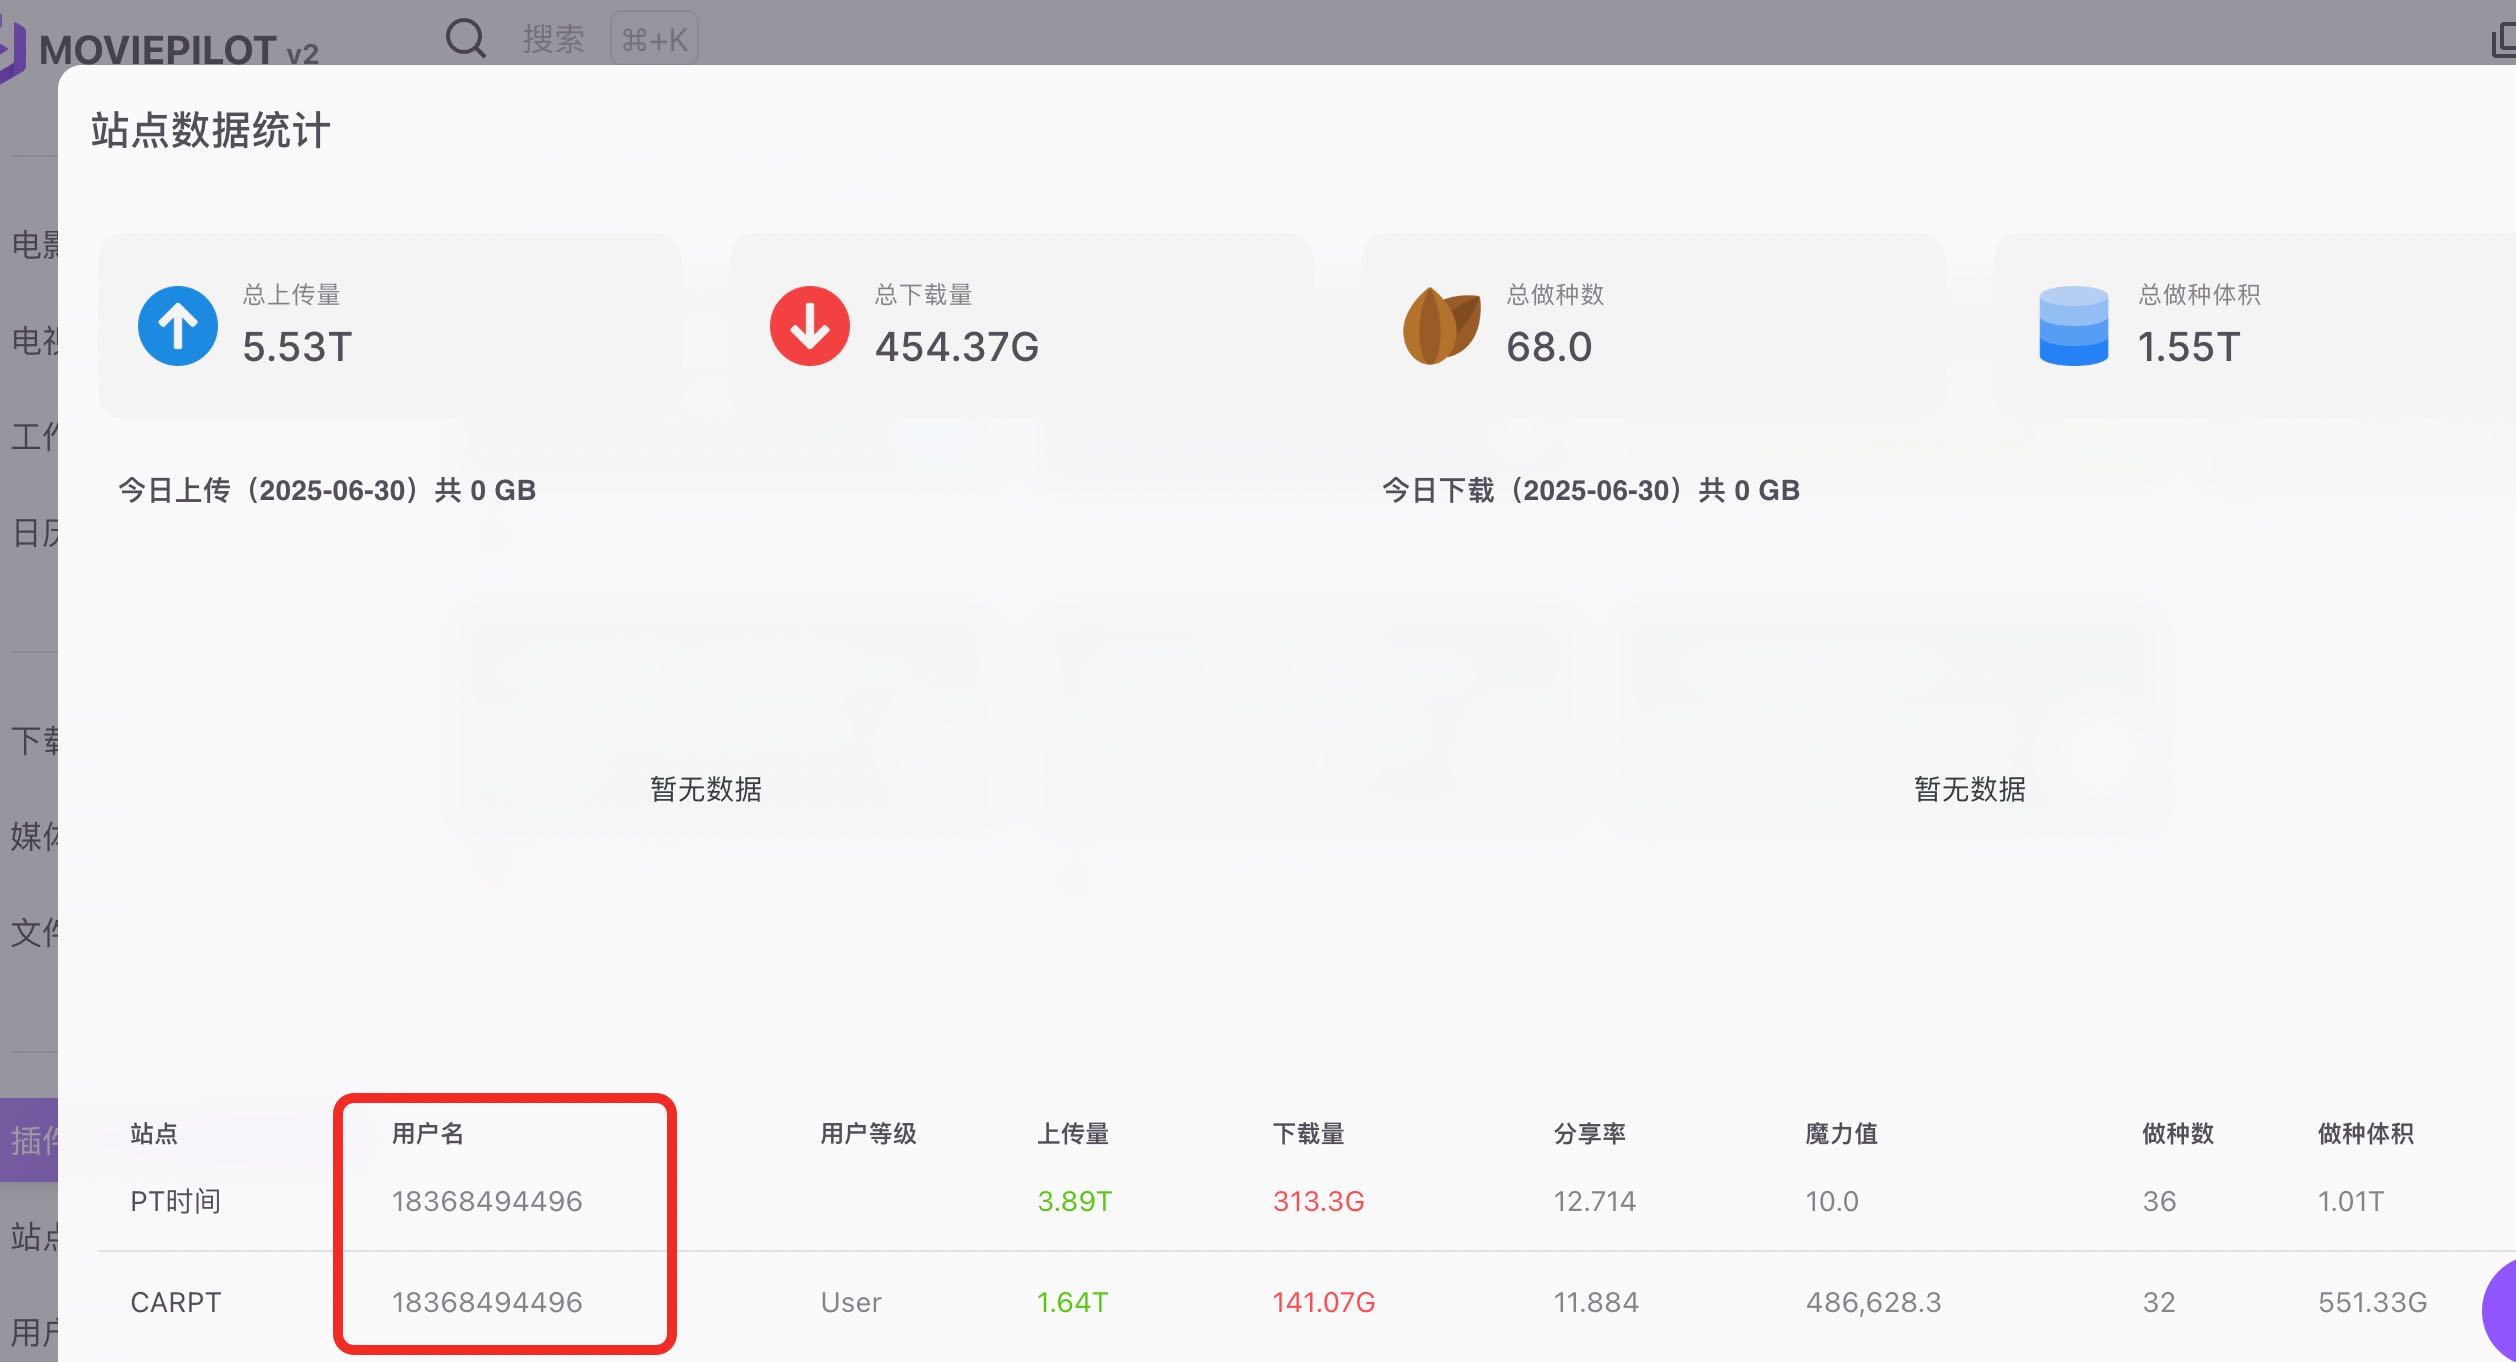 MOVIEPILOT v2
搜索
⌘+K
站点数据统计
总上传量
5.53T
总下载量
454.37G
总做种数
68.0
总做种体积
1.55T
今日上传（2025-06-30）共 0 GB
今日下载（2025-06-30）共 0 GB
暂无数据
暂无数据
电影
电视
工作
日历
下载
媒体
文件
插件
站点
用户
站点 用户名 用户等级 上传量 下载量 分享率 魔力值 做种数 做种体积
PT时间 18368494496 3.89T 313.3G 12.714 10.0 36 1.01T
CARPT 18368494496 User 1.64T 141.07G 11.884 486,628.3 32 551.33G